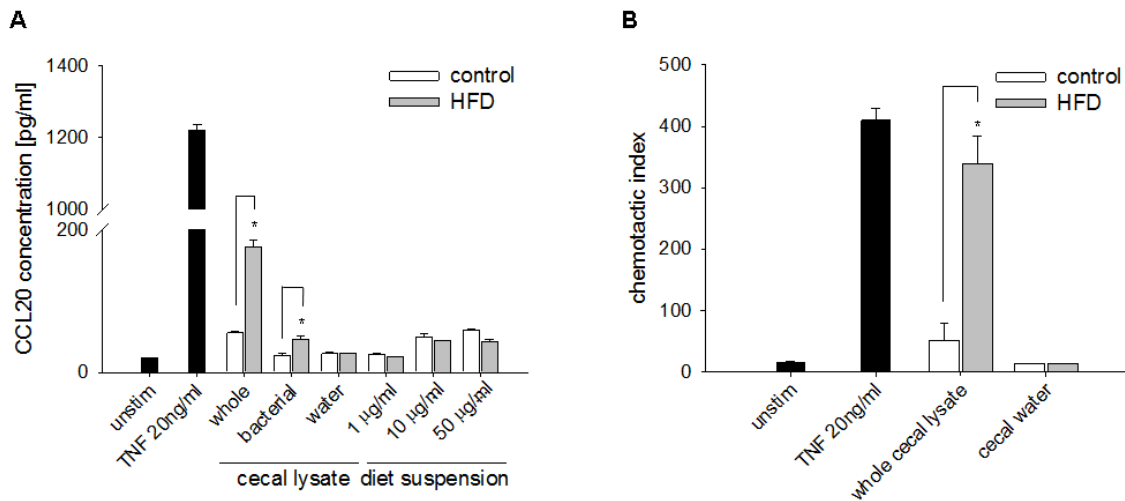 A
CCL20 concentration [pg/ml]
1400
1200
1000
200
0
control
HFD
*
*
unstim
TNF 20ng/ml
whole
bacterial
water
1 µg/ml
10 µg/ml
50 µg/ml
cecal lysate
diet suspension
B
chemotactic index
500
400
300
200
100
0
control
HFD
*
unstim
TNF 20ng/ml
whole cecal lysate
cecal water